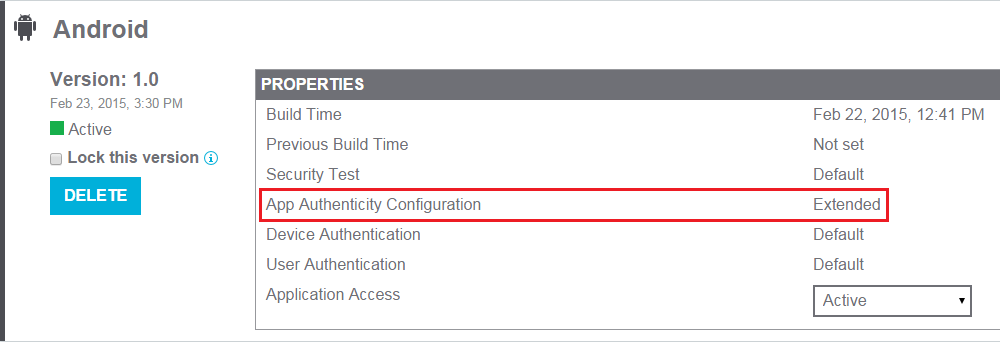 Android
Version: 1.0
Feb 23, 2015, 3:30 PM
Active
Lock this version
DELETE
PROPERTIES
Build Time Feb 22, 2015, 12:41 PM
Previous Build Time Not set
Security Test Default
App Authenticity Configuration Extended
Device Authentication Default
User Authentication Default
Application Access Active